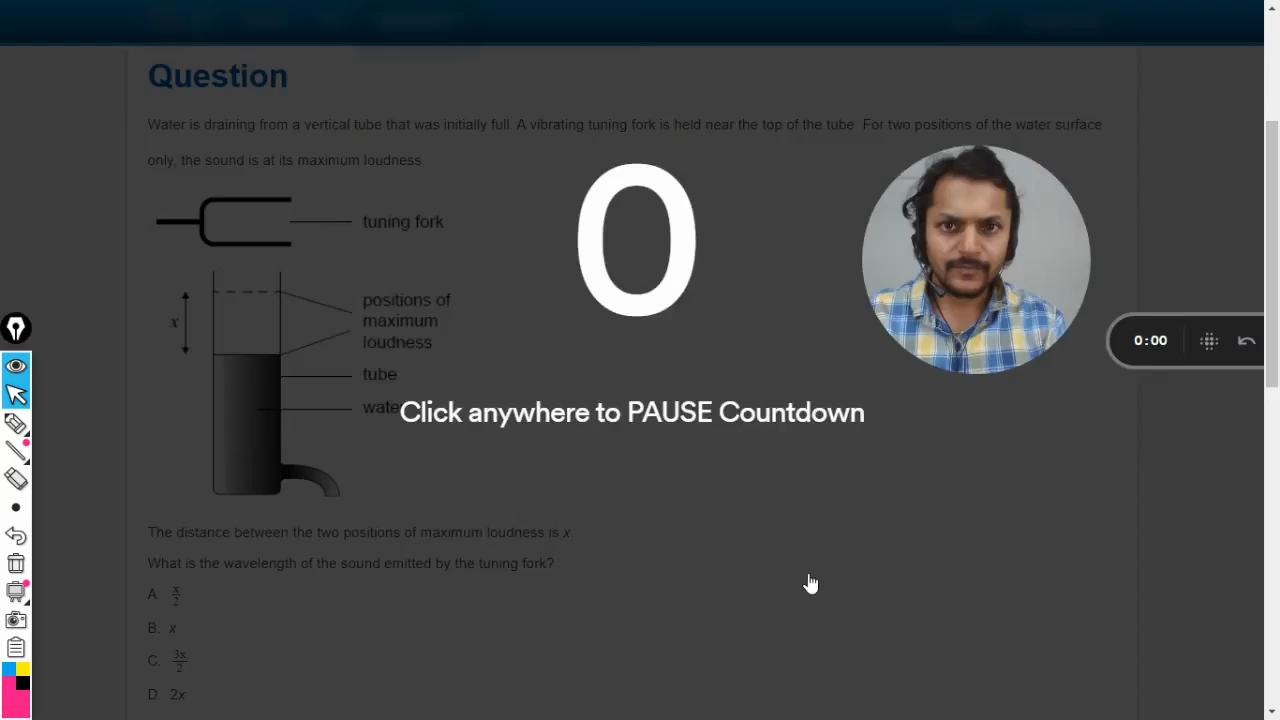 Question
Water is draining from a vertical tube that was initially full. A vibrating tuning fork is held near the top of the tube. For two positions of the water surface
only, the sound is at its maximum loudness.
0
tuning fork
positions of
maximum
loudness
x
0:00
tube
water
Click anywhere to PAUSE Countdown
The distance between the two positions of maximum loudness is x.
What is the wavelength of the sound emitted by the tuning fork?
A. x/2
B. x
C. 3x/2
D. 2x